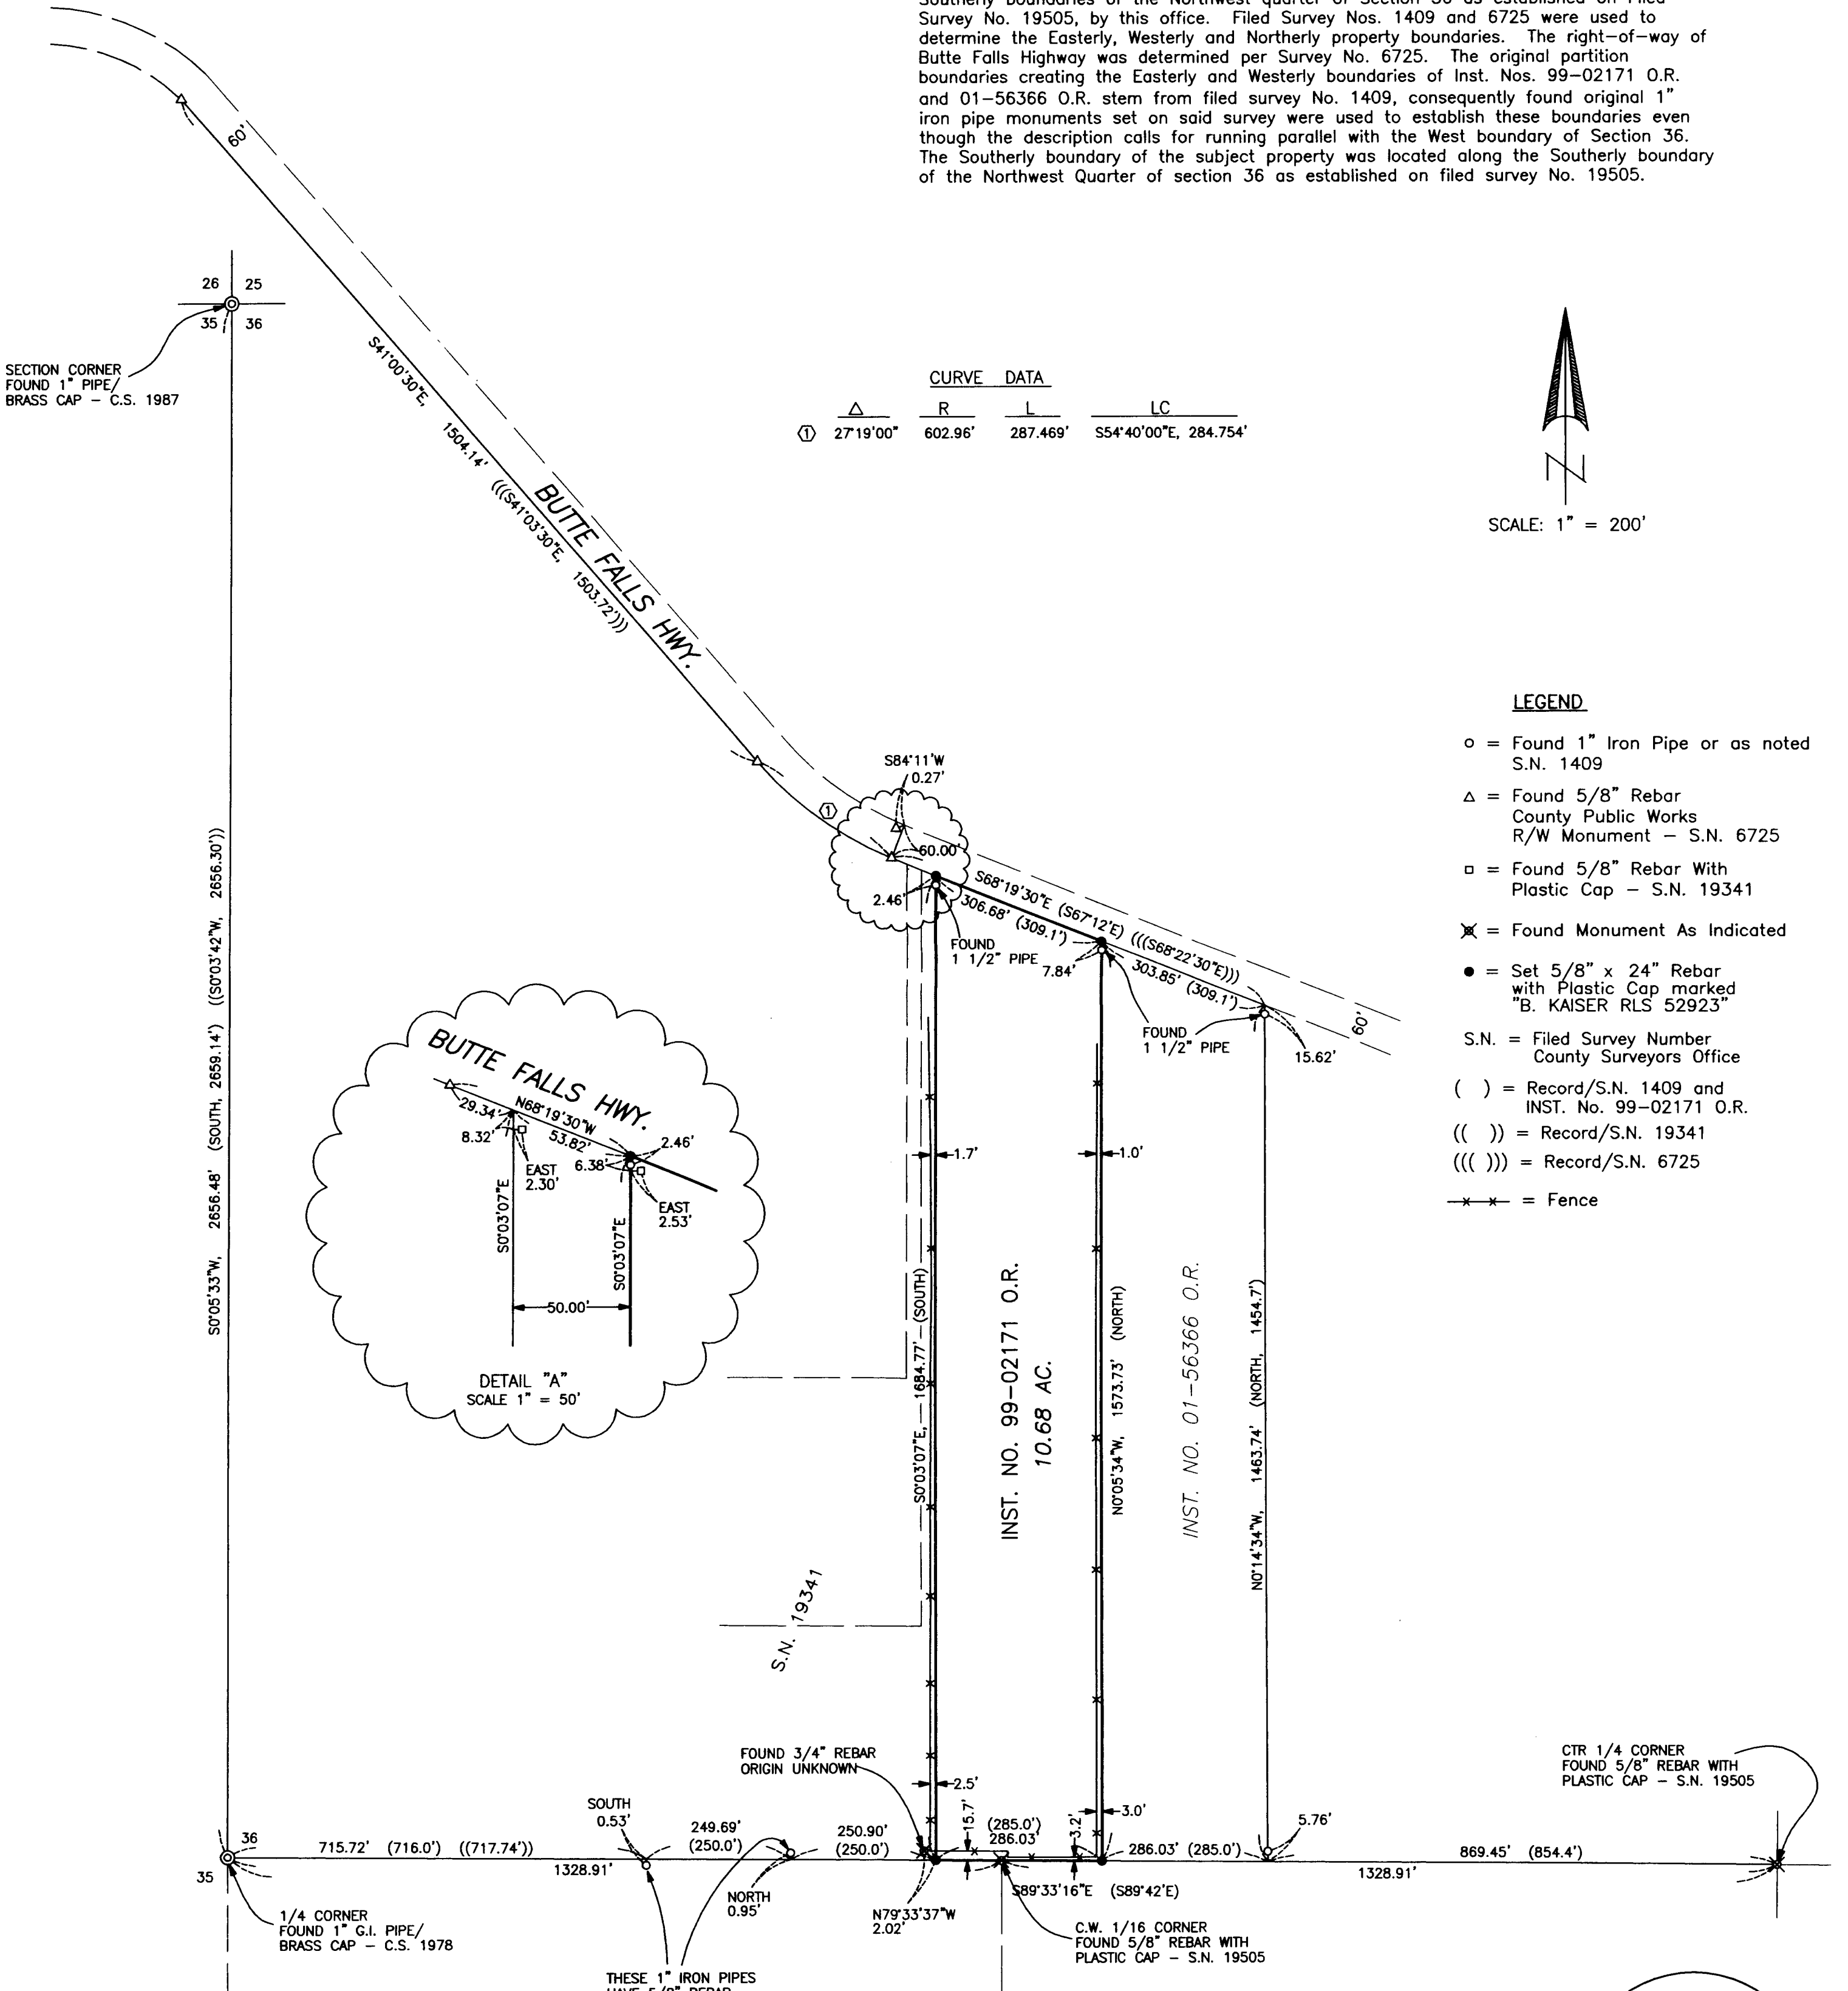 Southerly boundaries of the Northwest quarter of Section 36 as established on Filed
Survey No. 19505, by this office. Filed Survey Nos. 1409 and 6725 were used to
determine the Easterly, Westerly and Northerly property boundaries. The right-of-way of
Butte Falls Highway was determined per Survey No. 6725. The original partition
boundaries creating the Easterly and Westerly boundaries of Inst. Nos. 99-02171 O.R.
and 01-56366 O.R. stem from filed survey No. 1409, consequently found original 1"
iron pipe monuments set on said survey were used to establish these boundaries even
though the description calls for running parallel with the West boundary of Section 36.
The Southerly boundary of the subject property was located along the Southerly boundary
of the Northwest Quarter of section 36 as established on filed survey No. 19505.
60'
26 25
35 36
SECTION CORNER
FOUND 1" PIPE/
BRASS CAP - C.S. 1987
S41°00'30"E, 1504.14' (((S41°03'30"E, 1503.72')))
BUTTE FALLS HWY.
CURVE DATA
△ R L LC
① 27°19'00" 602.96' 287.469' S54°40'00"E, 284.754'
N
SCALE: 1" = 200'
LEGEND
○ = Found 1" Iron Pipe or as noted
S.N. 1409
△ = Found 5/8" Rebar
County Public Works
R/W Monument - S.N. 6725
□ = Found 5/8" Rebar With
Plastic Cap - S.N. 19341
= Found Monument As Indicated
● = Set 5/8" x 24" Rebar
with Plastic Cap marked
"B. KAISER RLS 52923"
S.N. = Filed Survey Number
County Surveyors Office
( ) = Record/S.N. 1409 and
INST. No. 99-02171 O.R.
(( )) = Record/S.N. 19341
((( ))) = Record/S.N. 6725
—x—x— = Fence
S84°11'W
0.27'
①
60.00'
2.46'
S68°19'30"E (S67°12'E) (((S68°22'30"E)))
306.68' (309.1')
FOUND
1 1/2" PIPE
7.84'
303.85' (309.1')
FOUND
1 1/2" PIPE
60'
15.62'
S0°05'33"W, 2656.48' (SOUTH, 2659.14') ((S0°03'42"W, 2656.30'))
BUTTE FALLS HWY.
29.34'
N68°19'30"W
53.82'
8.32'
EAST
2.30'
2.46'
6.38'
EAST
2.53'
S0°03'07"E
S0°03'07"E
50.00'
DETAIL "A"
SCALE 1" = 50'
1.7'
1.0'
S0°03'07"E, 1684.77' (SOUTH)
INST. NO. 99-02171 O.R.
10.68 AC.
N0°05'34"W, 1573.73' (NORTH)
INST. NO. 01-56366 O.R.
N0°14'34"W, 1463.74' (NORTH, 1454.7')
S.N. 19341
FOUND 3/4" REBAR
ORIGIN UNKNOWN
2.5'
15.7'
3.2'
3.0'
CTR 1/4 CORNER
FOUND 5/8" REBAR WITH
PLASTIC CAP - S.N. 19505
36
35
715.72' (716.0') ((717.74'))
SOUTH
0.53'
249.69'
(250.0')
250.90'
(250.0')
(285.0')
286.03'
286.03' (285.0')
5.76'
869.45' (854.4')
1328.91'
1328.91'
NORTH
0.95'
N79°33'37"W
2.02'
S89°33'16"E (S89°42'E)
1/4 CORNER
FOUND 1" G.I. PIPE/
BRASS CAP - C.S. 1978
C.W. 1/16 CORNER
FOUND 5/8" REBAR WITH
PLASTIC CAP - S.N. 19505
THESE 1" IRON PIPES
HAVE 5/8" REBAR